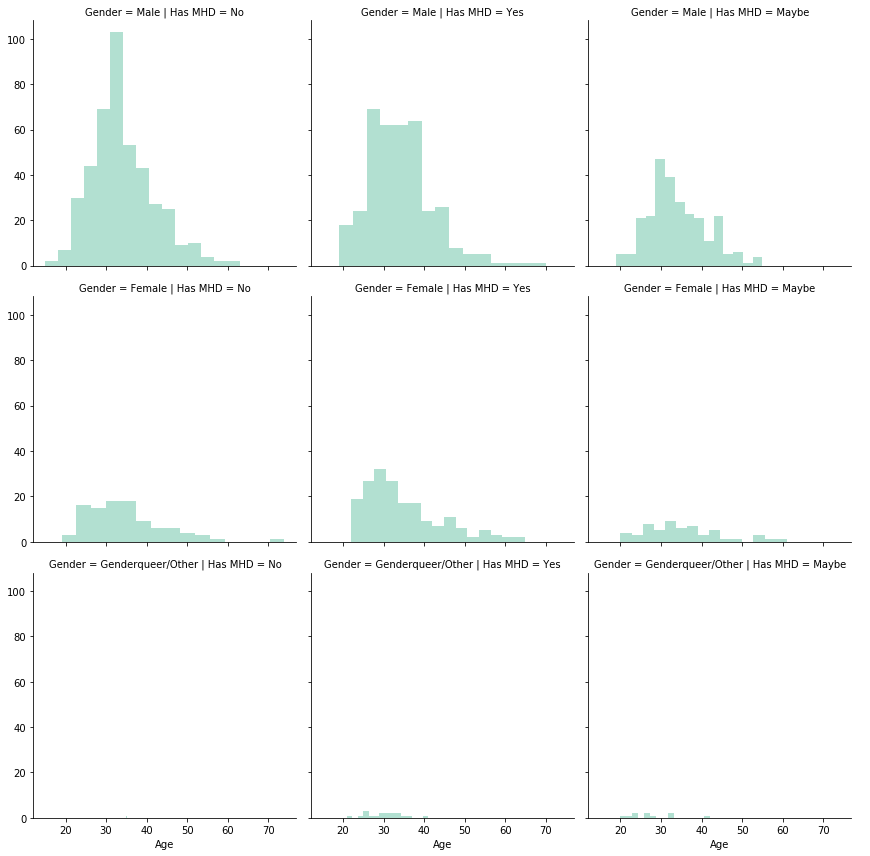 Gender = Male | Has MHD = No
Gender = Male | Has MHD = Yes
Gender = Male | Has MHD = Maybe
100
80
60
40
20
0
Gender = Female | Has MHD = No
Gender = Female | Has MHD = Yes
Gender = Female | Has MHD = Maybe
100
80
60
40
20
0
Gender = Genderqueer/Other | Has MHD = No
Gender = Genderqueer/Other | Has MHD = Yes
Gender = Genderqueer/Other | Has MHD = Maybe
100
80
60
40
20
0
20 30 40 50 60 70
20 30 40 50 60 70
20 30 40 50 60 70
Age
Age
Age